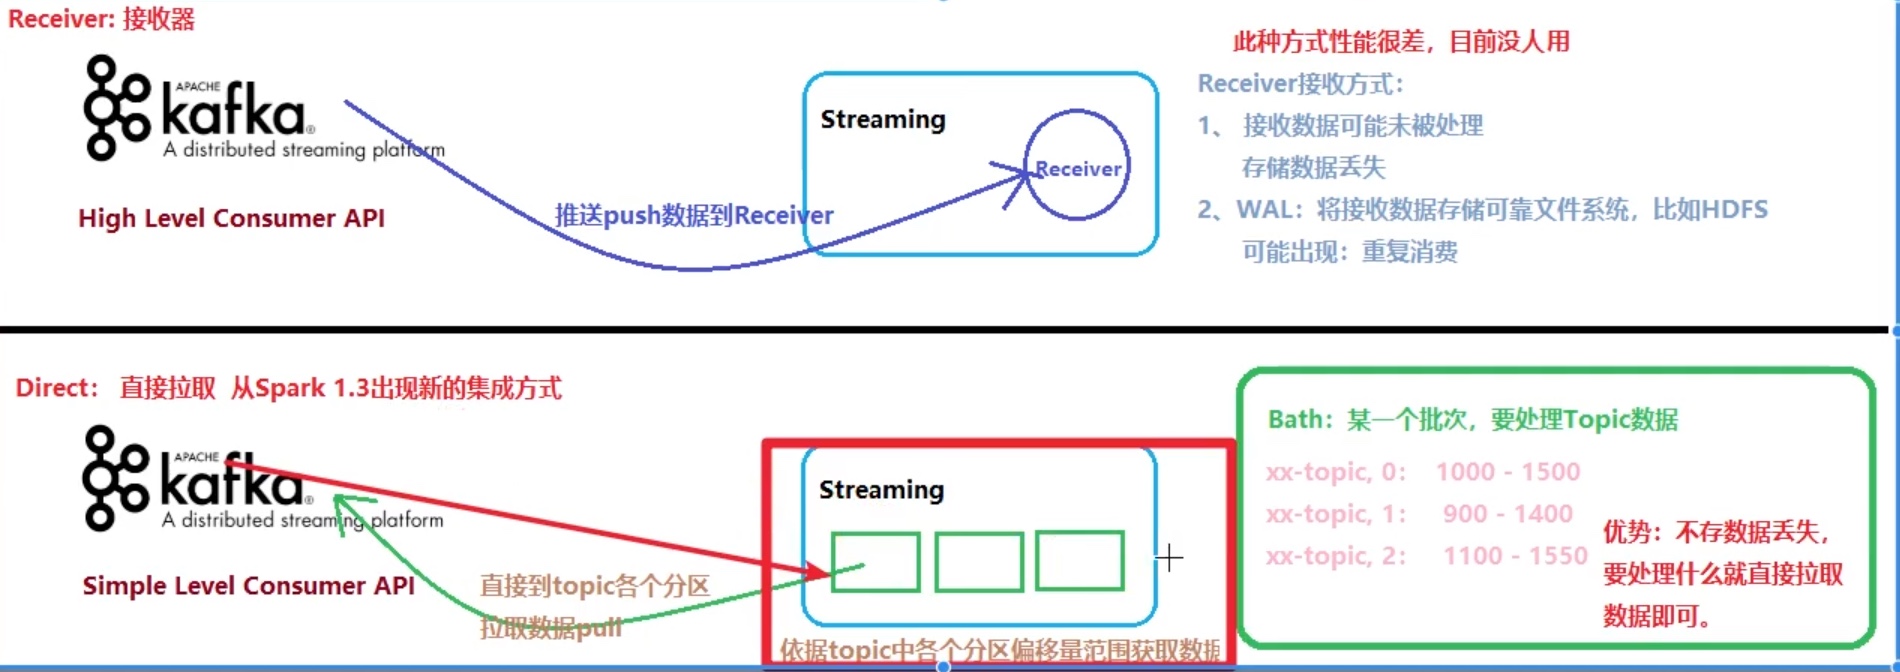 Receiver: 接收器
此种方式性能很差，目前没人用
APACHE
kafka®
A distributed streaming platform
Streaming
Receiver
Receiver接收方式：
1、 接收数据可能未被处理
存储数据丢失
2、WAL：将接收数据存储可靠文件系统，比如HDFS
可能出现：重复消费
High Level Consumer API
推送push数据到Receiver
Direct： 直接拉取 从Spark 1.3出现新的集成方式
APACHE
kafka®
A distributed streaming platform
Simple Level Consumer API
直接到topic各个分区
拉取数据pull
Streaming
依据topic中各个分区偏移量范围获取数据
Bath：某一个批次，要处理Topic数据
xx-topic, 0： 1000 - 1500
xx-topic, 1： 900 - 1400
xx-topic, 2： 1100 - 1550
优势：不存数据丢失，
要处理什么就直接拉取
数据即可。